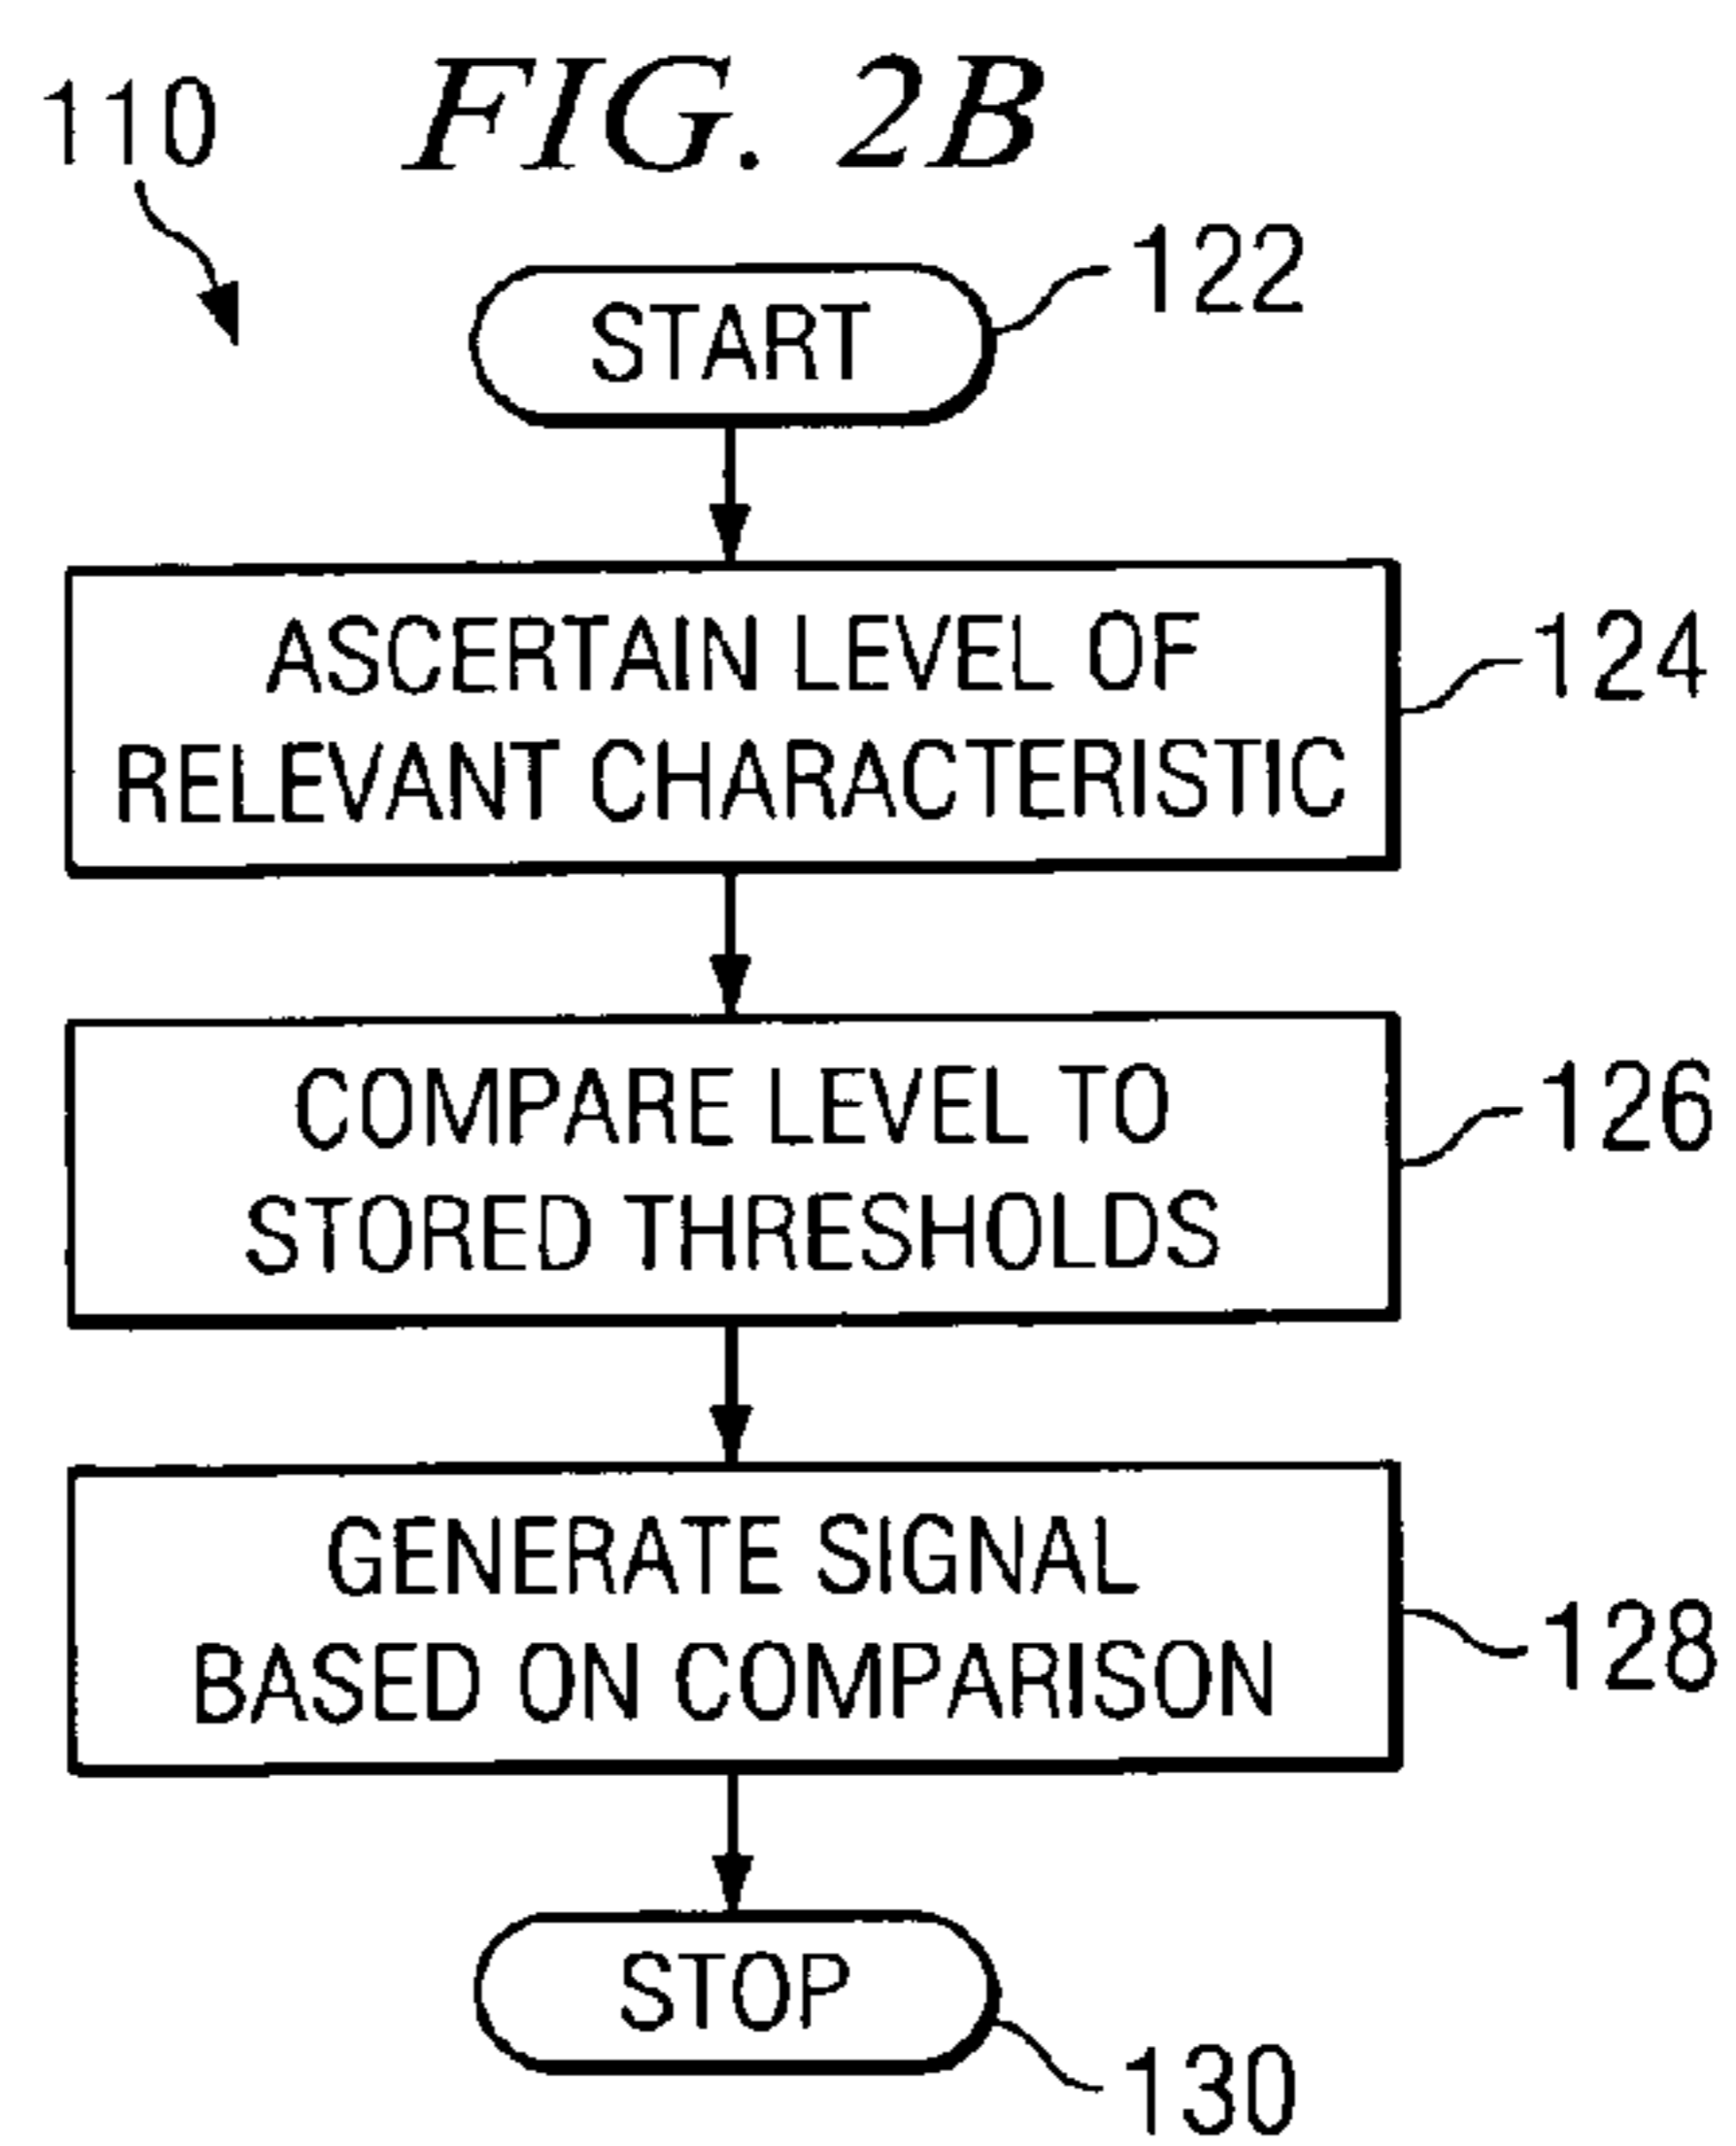 110
FIG. 2B
START
122
ASCERTAIN LEVEL OF
RELEVANT CHARACTERISTIC
124
COMPARE LEVEL TO
STORED THRESHOLDS
126
GENERATE SIGNAL
BASED ON COMPARISON
128
STOP
130